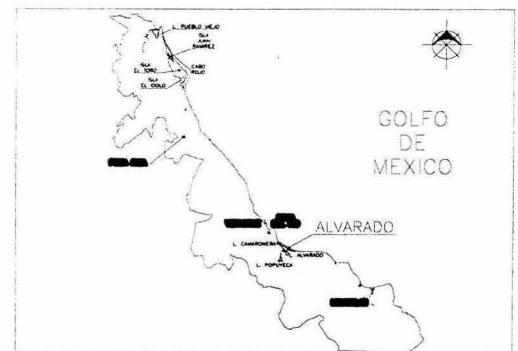 L. PUEBLO VIEJO
ISLA
JUAN
RAMIREZ
ISLA
EL TORO
CABO
ROJO
ISLA
EL IDOLO
GOLFO
DE
MEXICO
ALVARADO
L. CAMARONERA
ALVARADO
L. POPUYECA